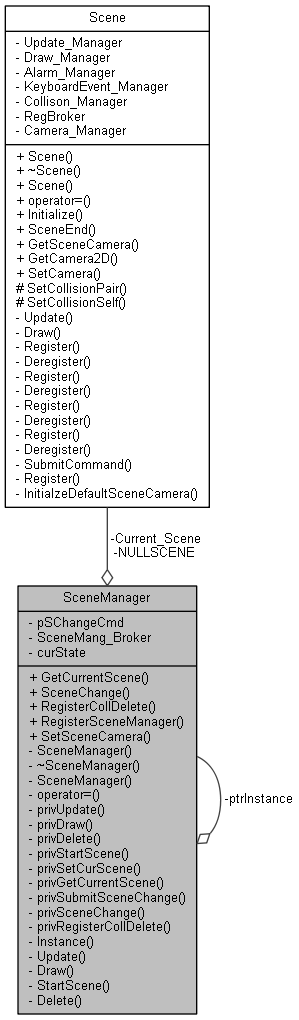 Scene
- Update_Manager
- Draw_Manager
- Alarm_Manager
- KeyboardEvent_Manager
- Collison_Manager
- RegBroker
- Camera_Manager
+ Scene()
+ ~Scene()
+ Scene()
+ operator=()
+ Initialize()
+ SceneEnd()
+ GetSceneCamera()
+ GetCamera2D()
+ SetCamera()
# SetCollisionPair()
# SetCollisionSelf()
- Update()
- Draw()
- Register()
- Deregister()
- Register()
- Deregister()
- Register()
- Deregister()
- Register()
- Deregister()
- SubmitCommand()
- Register()
- InitialzeDefaultSceneCamera()
-Current_Scene
-NULLSCENE
SceneManager
- pSChangeCmd
- SceneMang_Broker
- curState
+ GetCurrentScene()
+ SceneChange()
+ RegisterCollDelete()
+ RegisterSceneManager()
+ SetSceneCamera()
- SceneManager()
- ~SceneManager()
- SceneManager()
- operator=()
- privUpdate()
- privDraw()
- privDelete()
- privStartScene()
- privSetCurScene()
- privGetCurrentScene()
- privSubmitSceneChange()
- privSceneChange()
- privRegisterCollDelete()
- Instance()
- Update()
- Draw()
- StartScene()
- Delete()
-ptrInstance